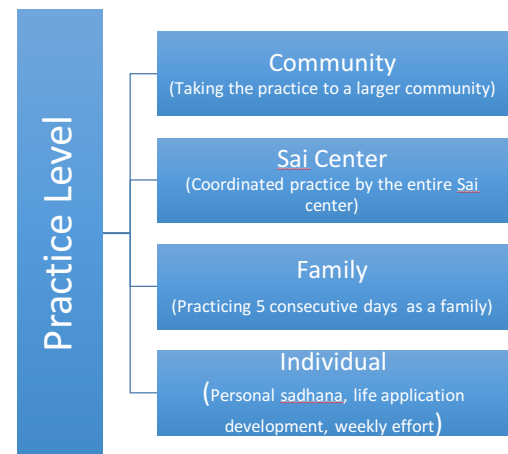 Practice Level
Community
(Taking the practice to a larger community)
Sai Center
(Coordinated practice by the entire Sai
center)
Family
(Practicing 5 consecutive days as a family)
Individual
(Personal sadhana, life application
development, weekly effort)